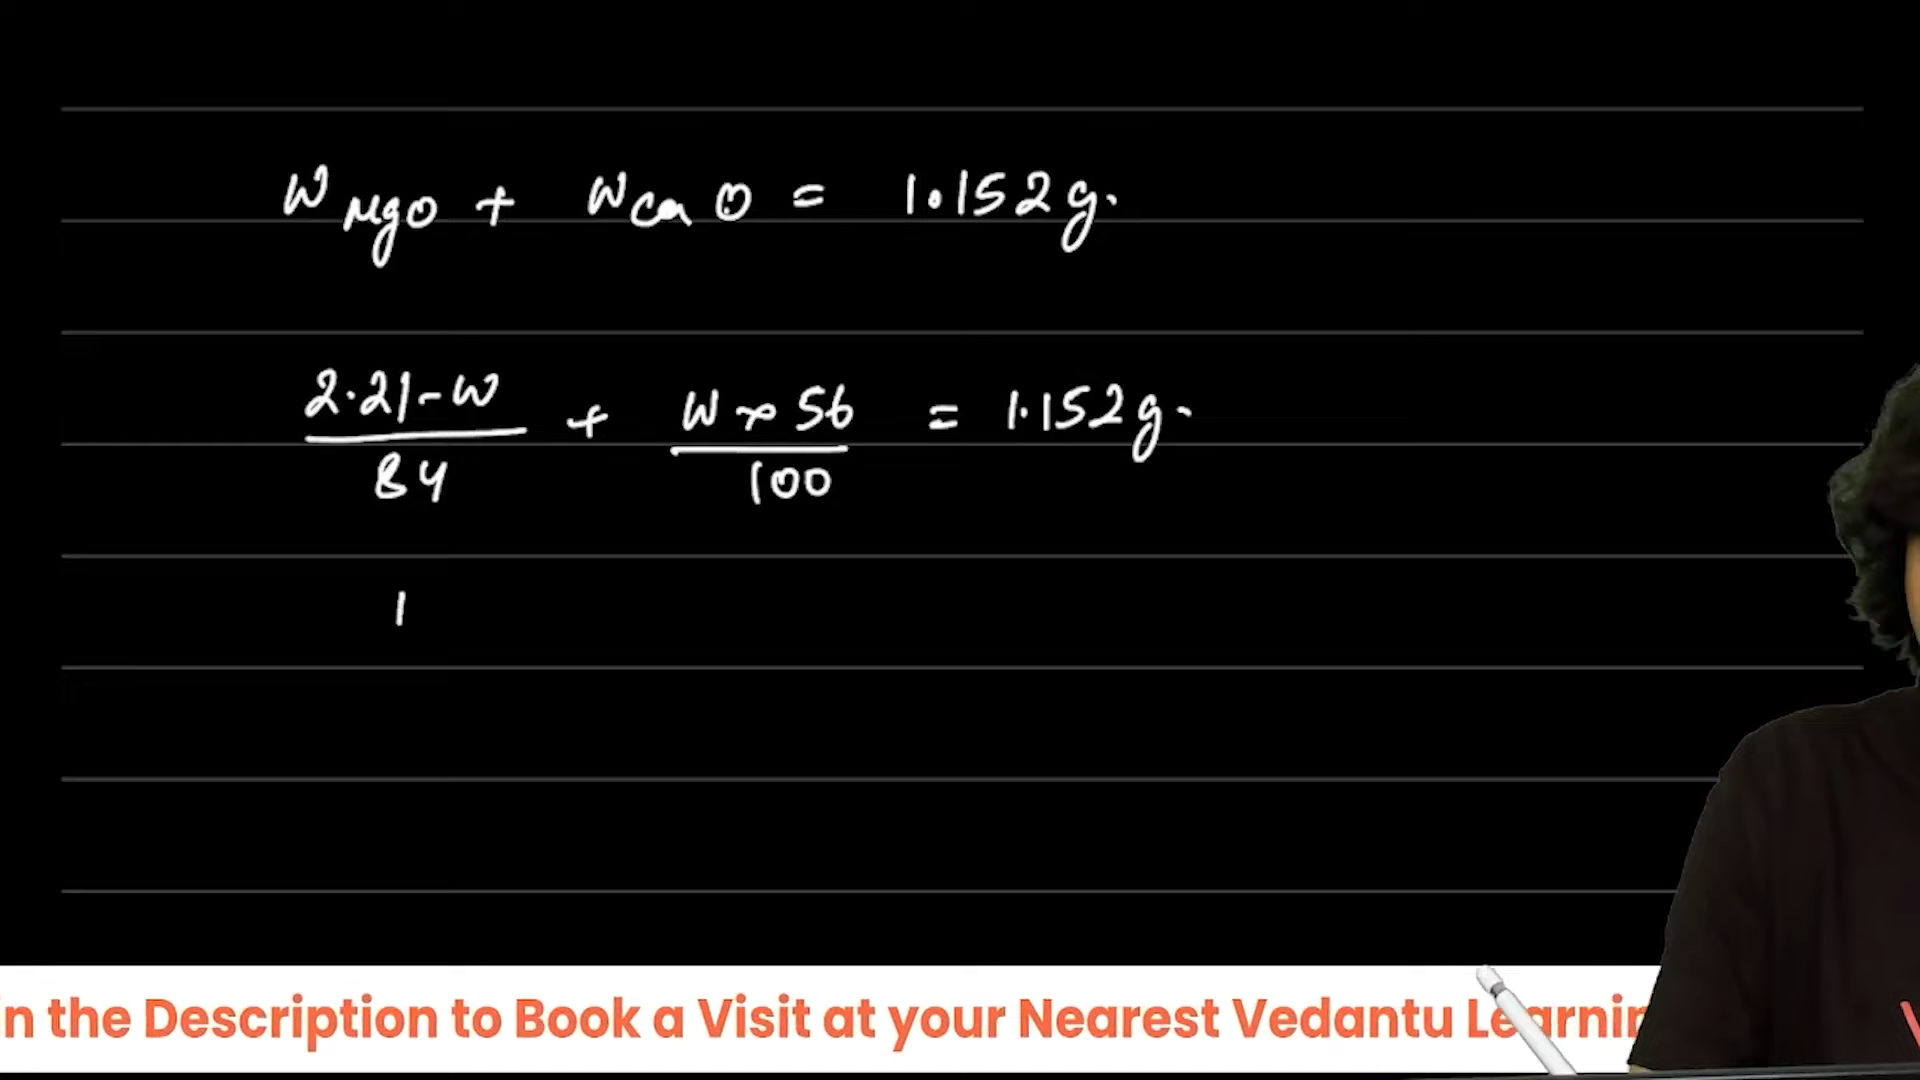 W MgO + W CaO = 1.152 g.
2.21 - W / 84 + W × 56 / 100 = 1.152 g.
1
in the Description to Book a Visit at your Nearest Vedantu Learnin